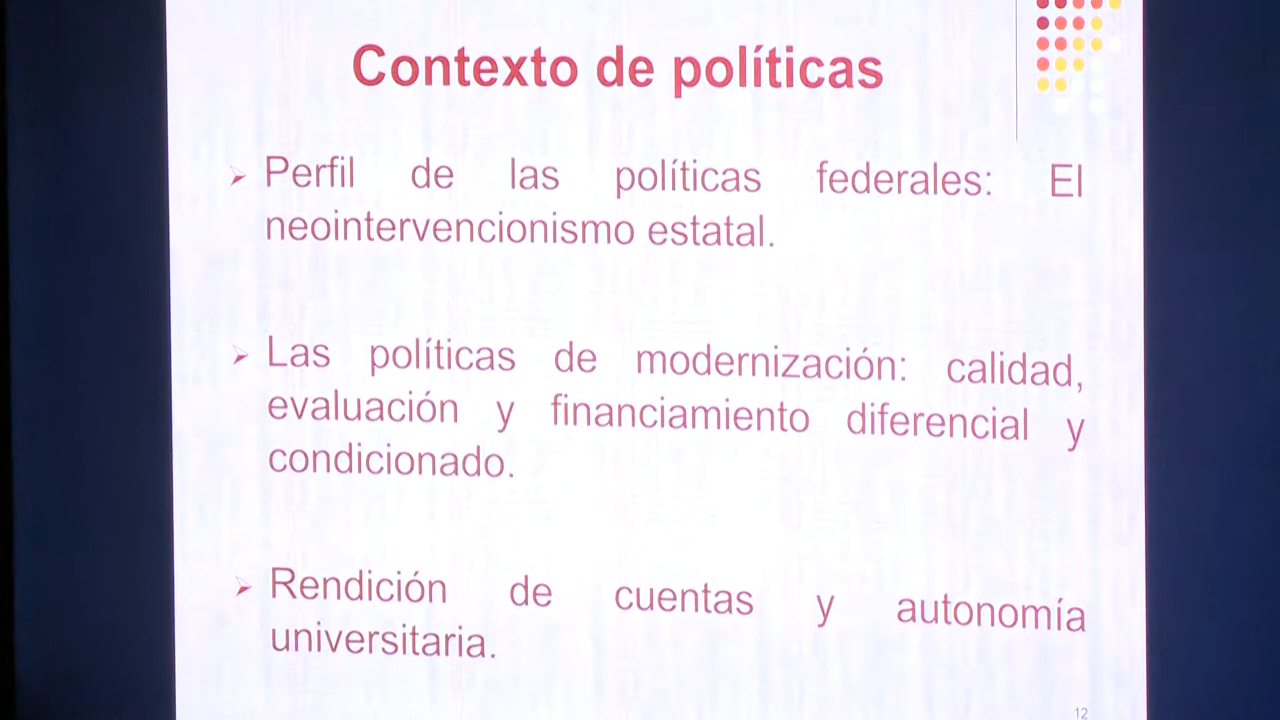 Contexto de políticas
Perfil de las políticas federales: El
neointervencionismo estatal.
Las políticas de modernización: calidad,
evaluación y financiamiento diferencial y
condicionado.
Rendición de cuentas y autonomía
universitaria.
12